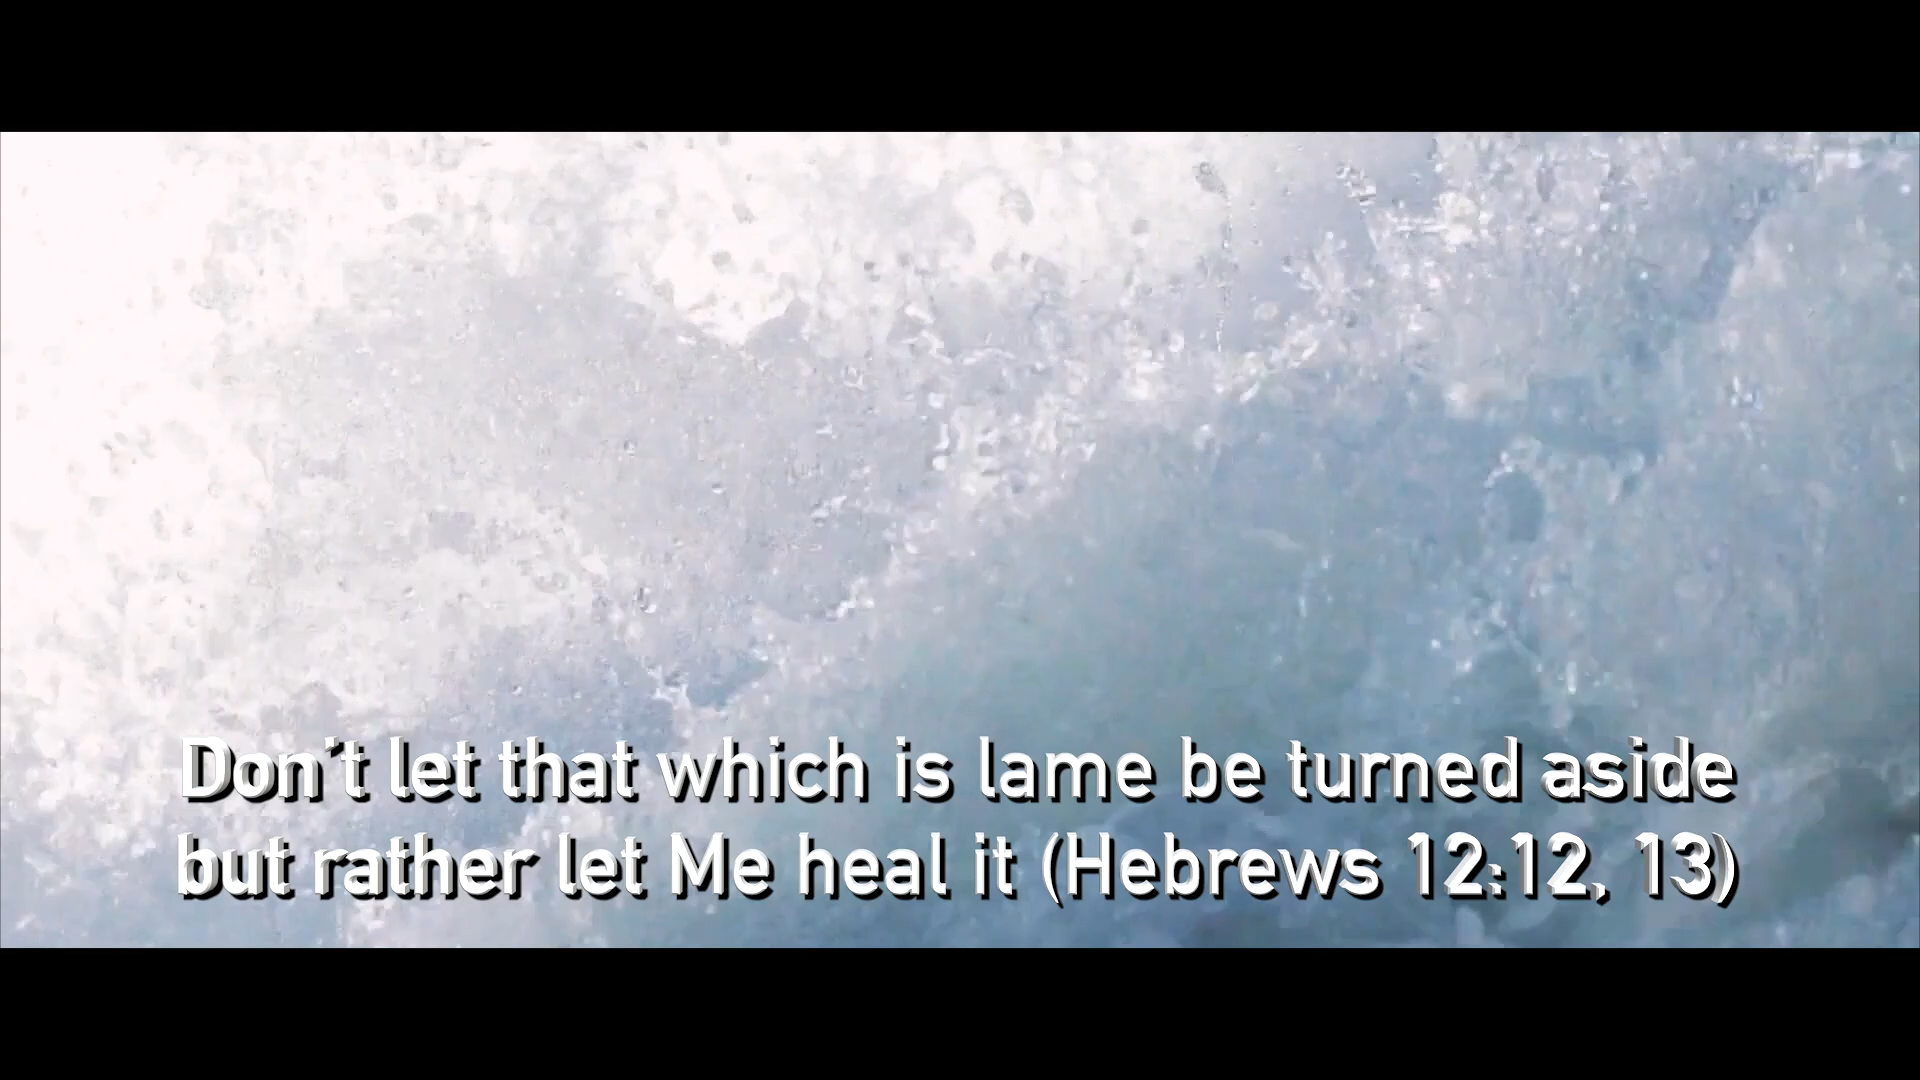 Don't let that which is lame be turned aside
but rather let Me heal it (Hebrews 12:12, 13)